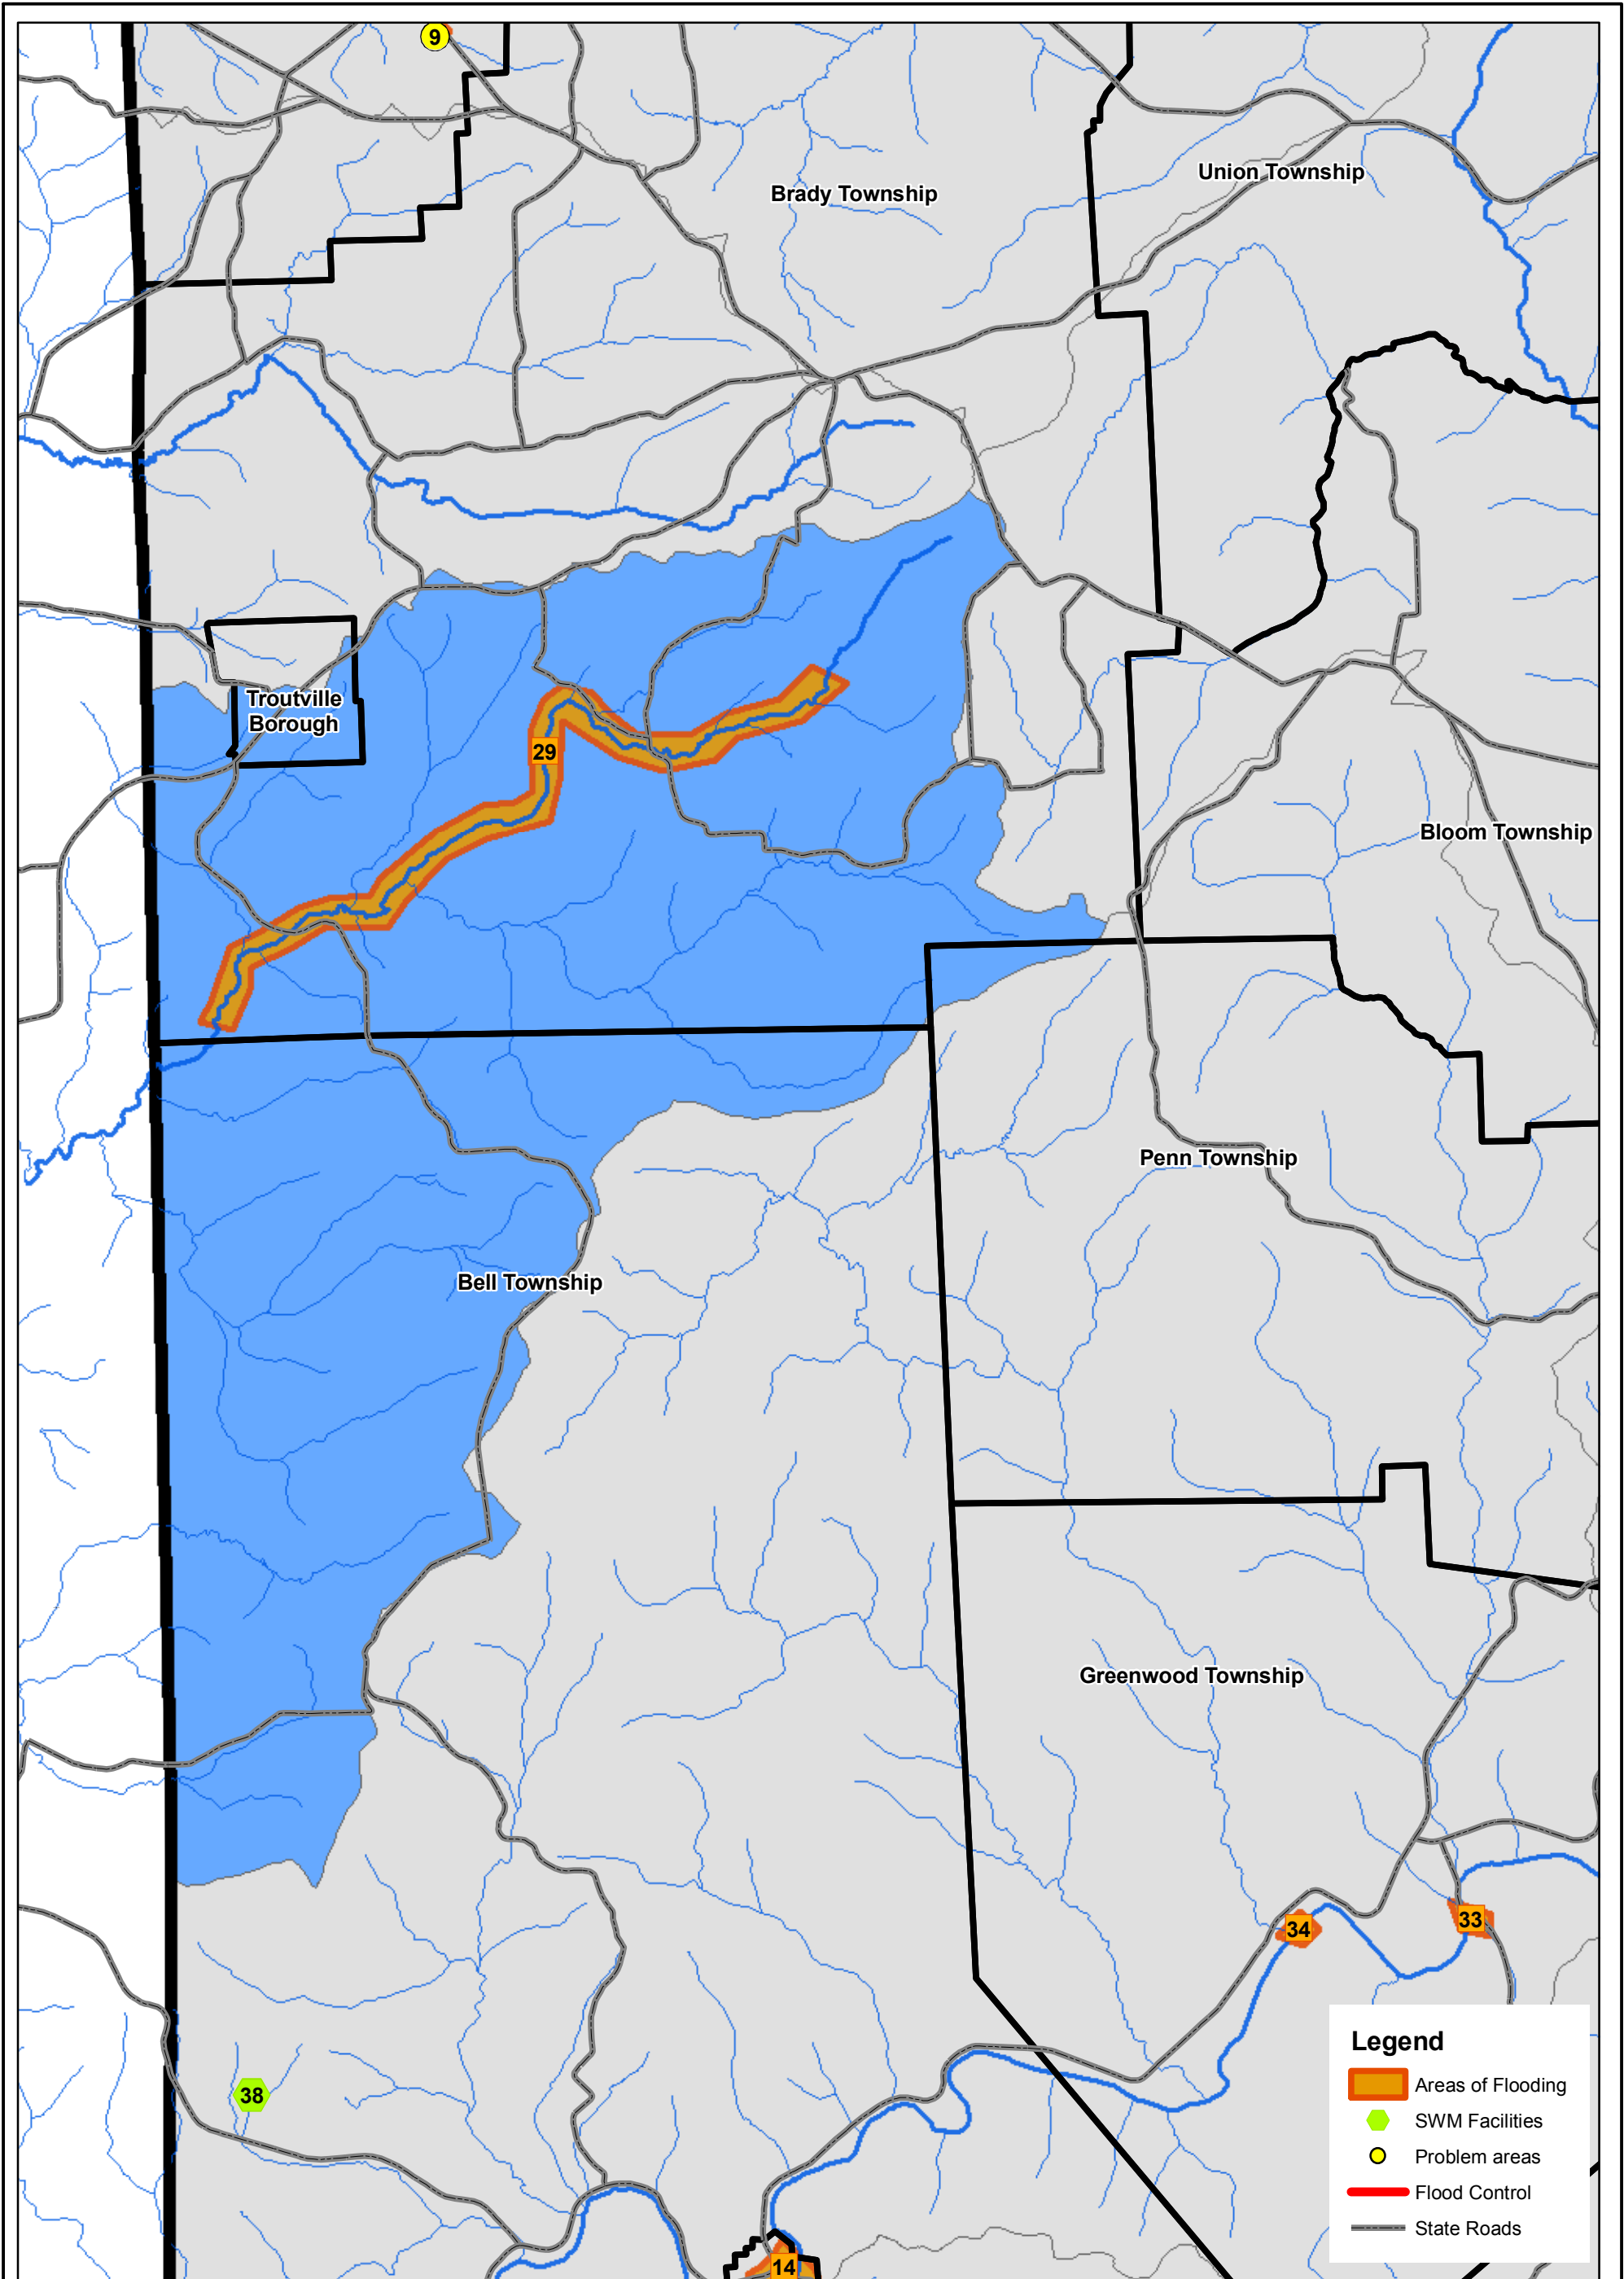 9
Union Township
Brady Township
Troutville
Borough
29
Bloom Township
Penn Township
Bell Township
Greenwood Township
33
34
38
14
Legend
Areas of Flooding
SWM Facilities
Problem areas
Flood Control
State Roads